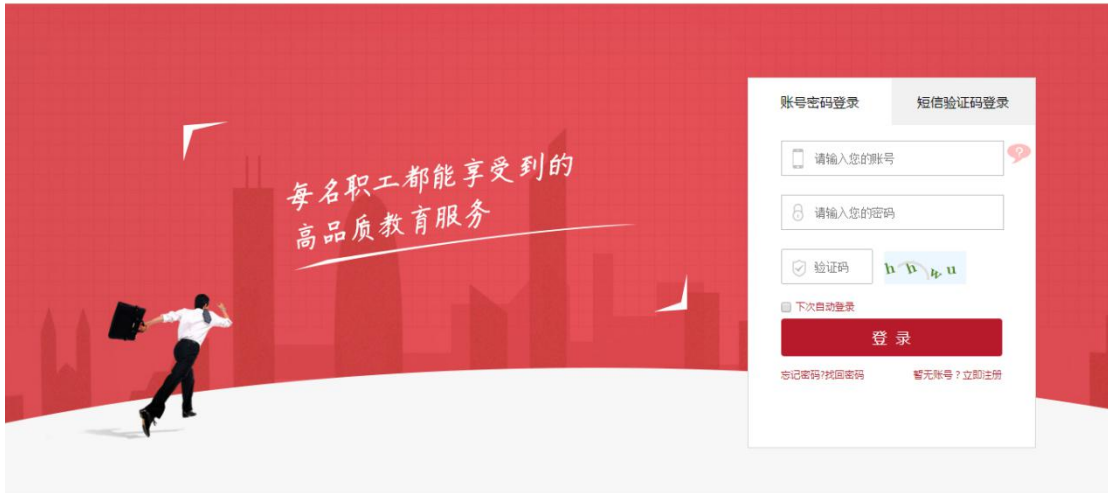 每名职工都能享受到的
高品质教育服务
账号密码登录
短信验证码登录
请输入您的账号
?
请输入您的密码
验证码
h h k u
下次自动登录
登 录
忘记密码?找回密码
暂无账号？立即注册